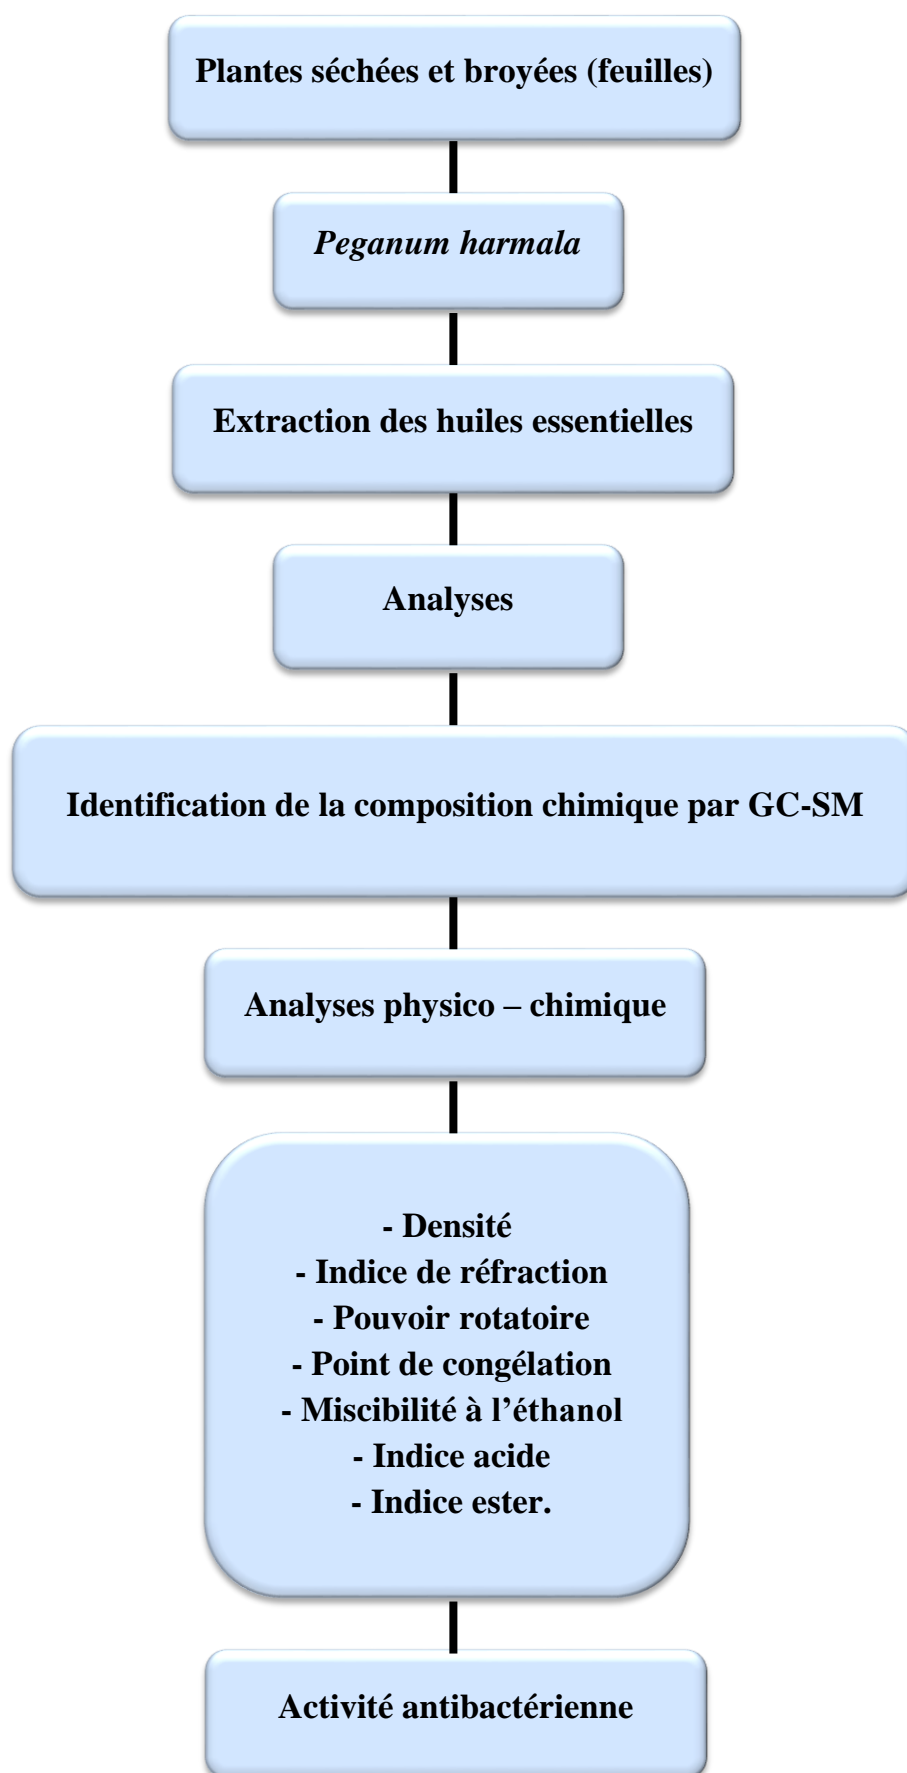 Plantes séchées et broyées (feuilles)
Peganum harmala
Extraction des huiles essentielles
Analyses
Identification de la composition chimique par GC-SM
Analyses physico – chimique
- Densité
- Indice de réfraction
- Pouvoir rotatoire
- Point de congélation
- Miscibilité à l’éthanol
- Indice acide
- Indice ester.
Activité antibactérienne